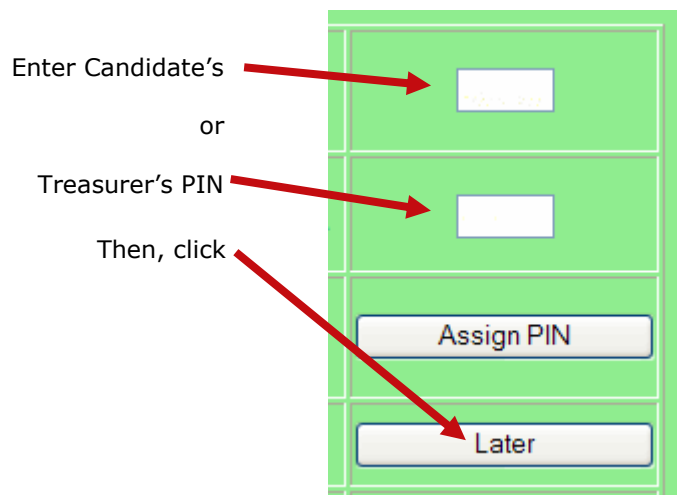 Enter Candidate’s
or
Treasurer’s PIN
Then, click
Assign PIN
Later